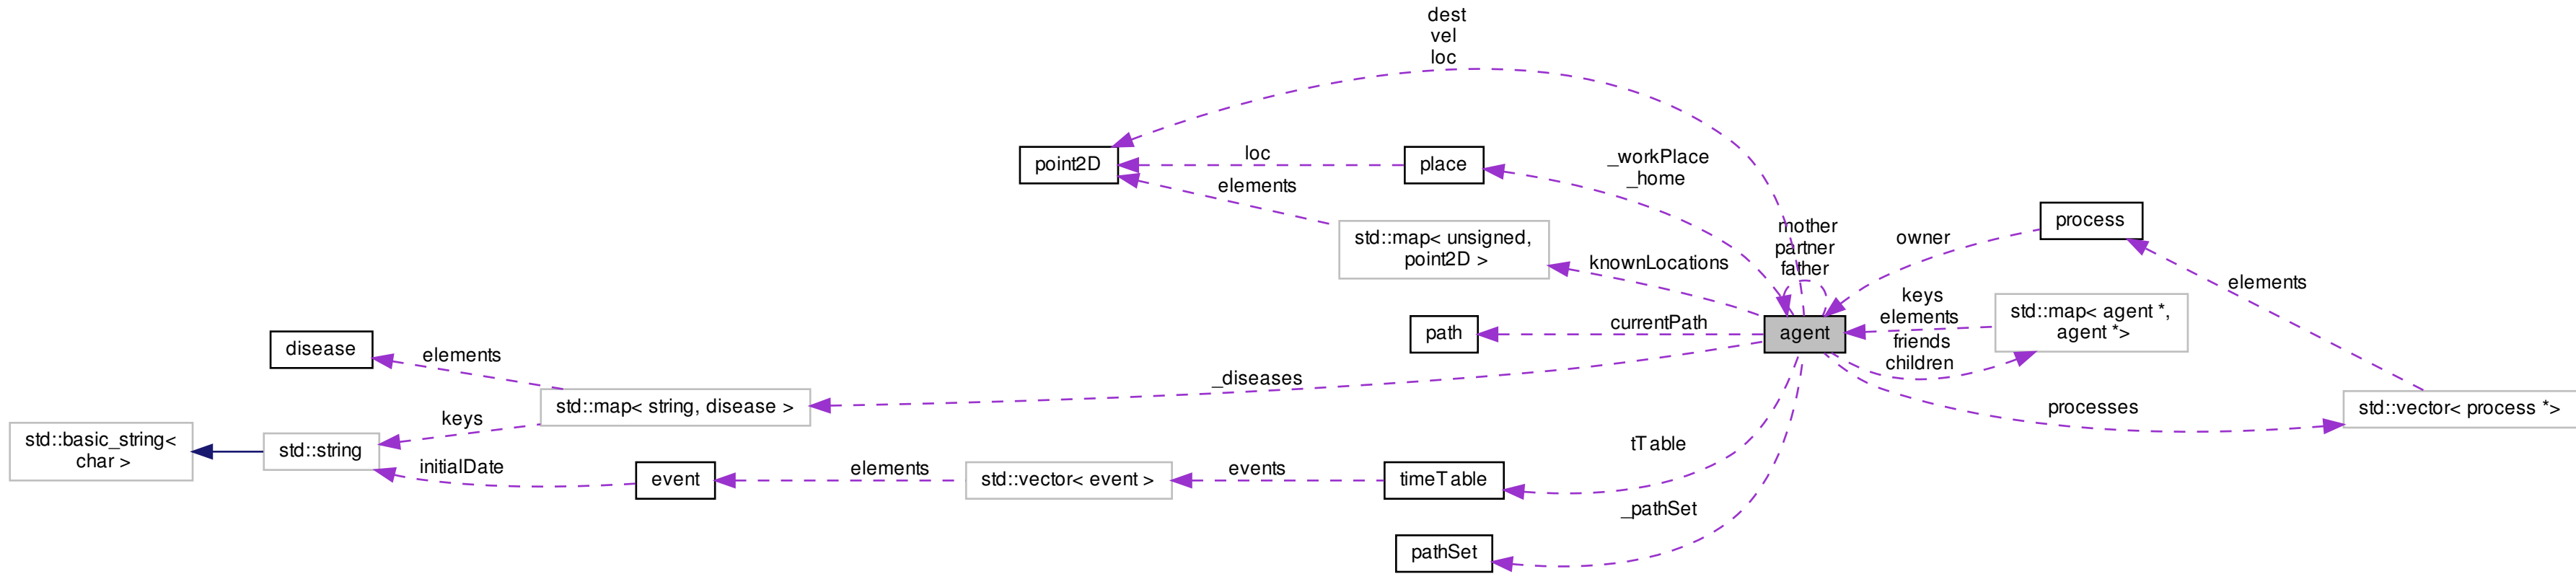 dest
vel
loc
point2D
loc
place
_workPlace
_home
elements
std::map< unsigned,
point2D >
knownLocations
mother
partner
father
owner
process
elements
path
currentPath
agent
keys
elements
friends
children
std::map< agent *,
agent *>
disease
elements
_diseases
std::map< string, disease >
processes
std::vector< process *>
keys
std::basic_string<
char >
std::string
initialDate
event
elements
std::vector< event >
events
timeTable
tTable
_pathSet
pathSet